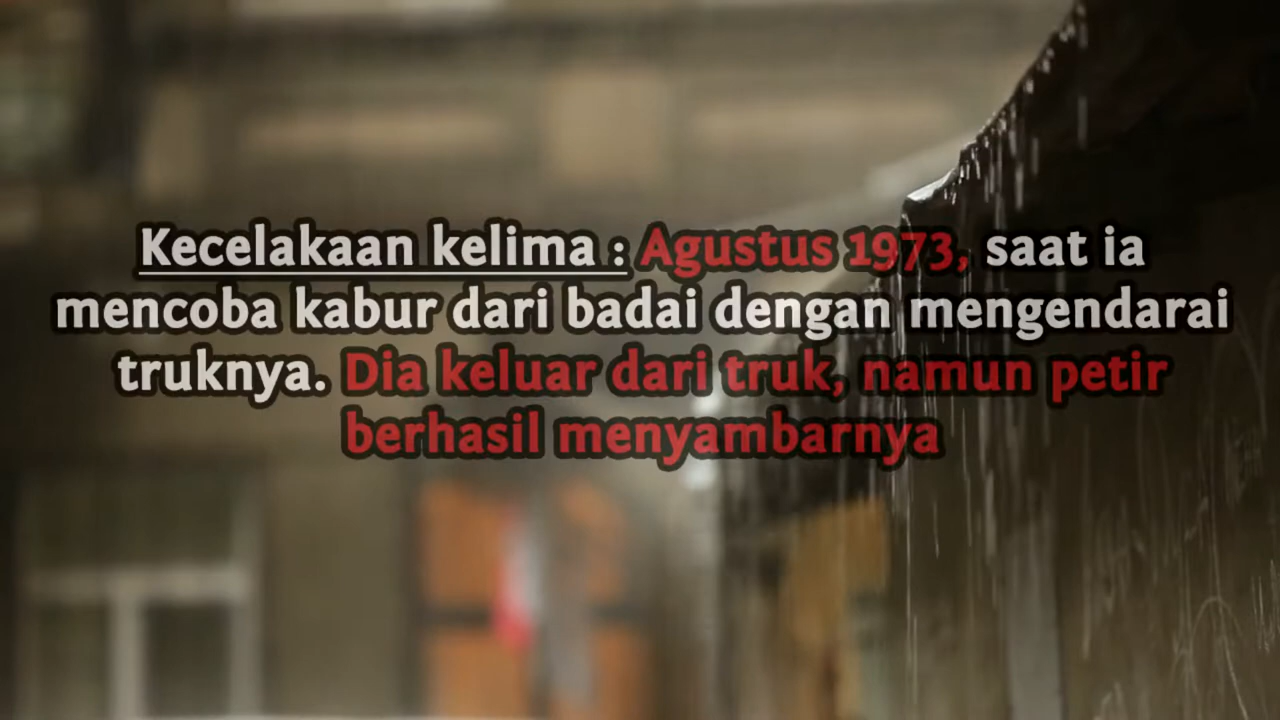 Kecelakaan kelima : Agustus 1973, saat ia
mencoba kabur dari badai dengan mengendarai
truknya. Dia keluar dari truk, namun petir
berhasil menyambarnya